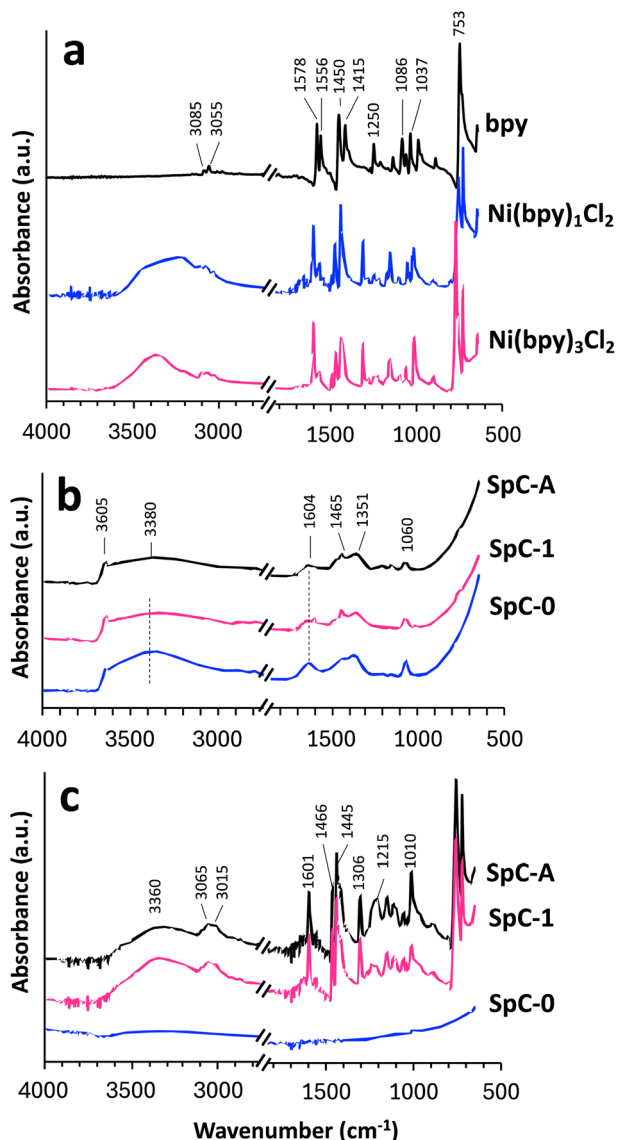 a
3085
3055
1578
1556
1450
1415
1250
1086
1037
753
bpy
Ni(bpy)1Cl2
Ni(bpy)3Cl2
Absorbance (a.u.)
4000 3500 3000 1500 1000 500
b
3605
3380
1604
1465
1351
1060
SpC-A
SpC-1
SpC-0
Absorbance (a.u.)
4000 3500 3000 1500 1000 500
c
3360
3065
3015
1601
1466
1445
1306
1215
1010
SpC-A
SpC-1
SpC-0
Absorbance (a.u.)
4000 3500 3000 1500 1000 500
Wavenumber (cm-1)